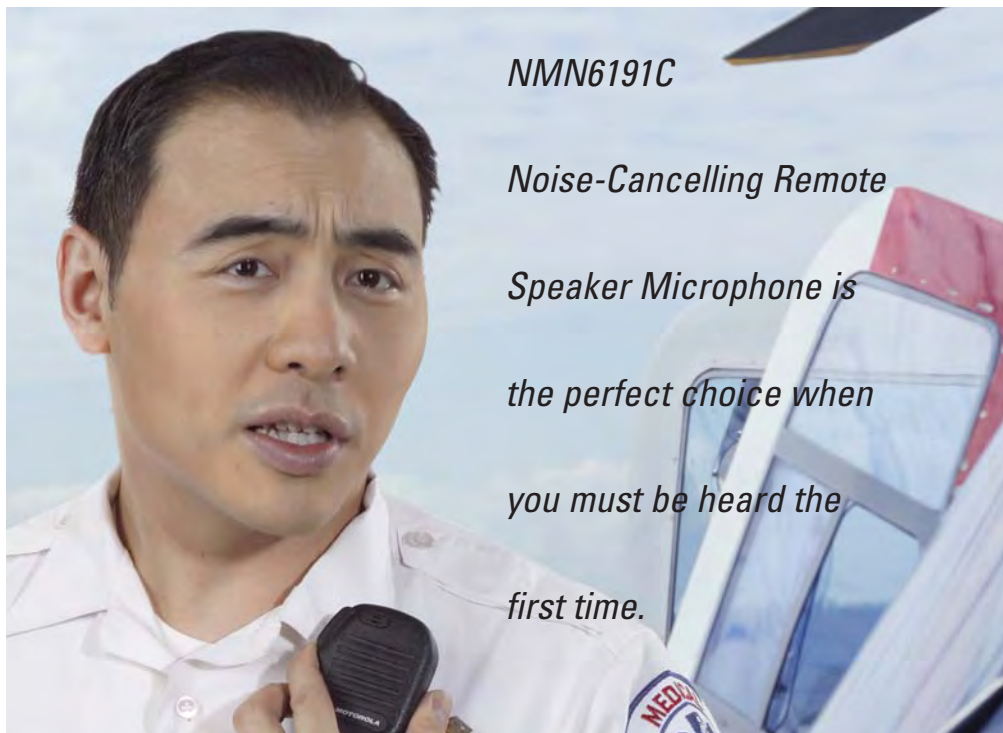 NMN6191C
Noise-Cancelling Remote
Speaker Microphone is
the perfect choice when
you must be heard the
first time.
MOTOROLA